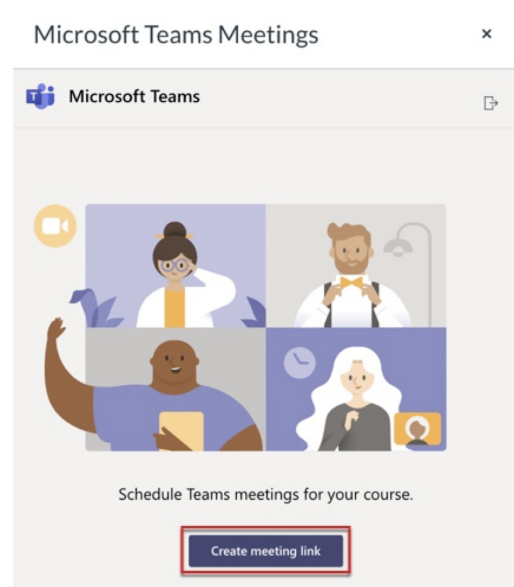 Microsoft Teams Meetings
Microsoft Teams
Schedule Teams meetings for your course.
Create meeting link